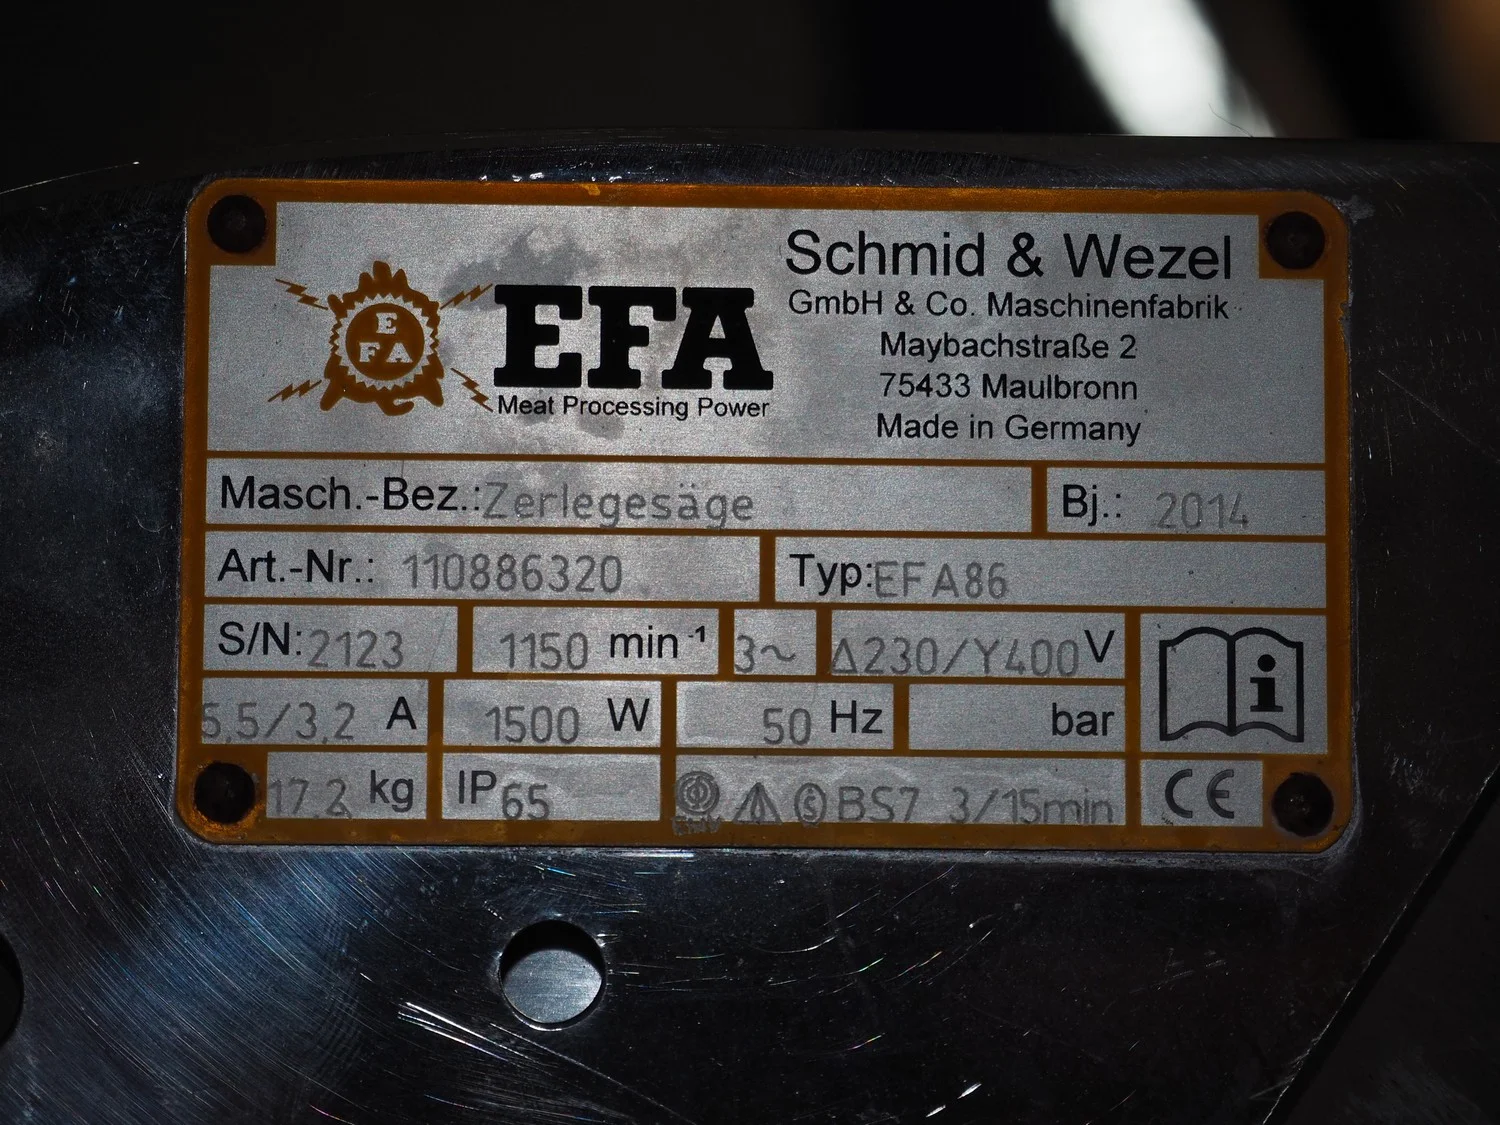 E
FA
EFA
Meat Processing Power
Schmid & Wezel
GmbH & Co. Maschinenfabrik
Maybachstraße 2
75433 Maulbronn
Made in Germany
Masch.-Bez.:Zerlegesäge
Bj.: 2014
Art.-Nr.: 110886320
Typ:EFA86
S/N:2123
1150 min⁻¹
3~
Δ230/Y400V
5,5/3,2 A
1500 W
50 Hz
bar
17,2 kg
IP65
BS7 3/15min
CE